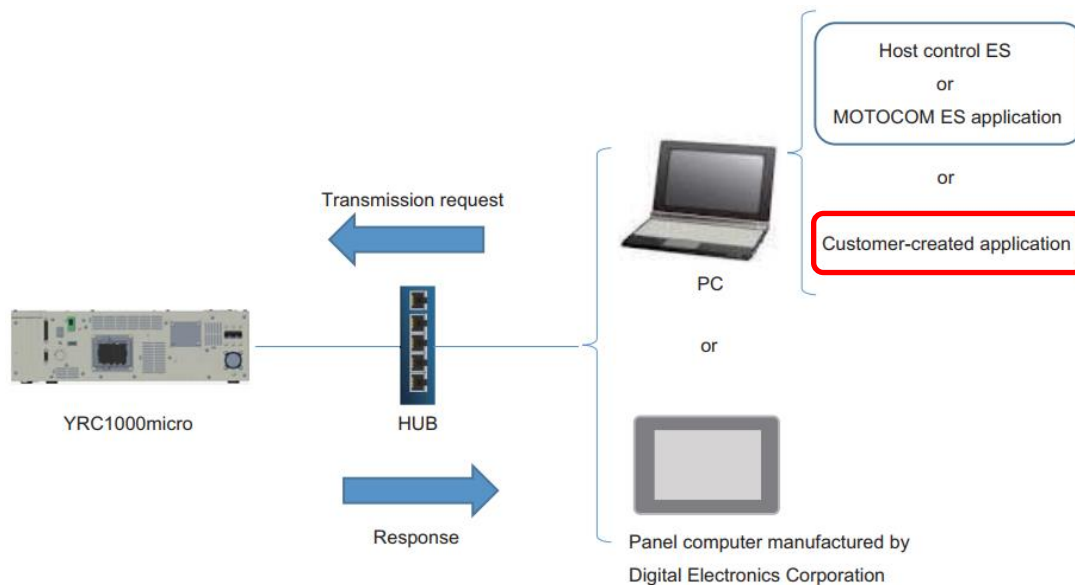 Host control ES
or
MOTOCOM ES application
or
Customer-created application
Transmission request
PC
or
YRC1000micro
HUB
Response
Panel computer manufactured by
Digital Electronics Corporation